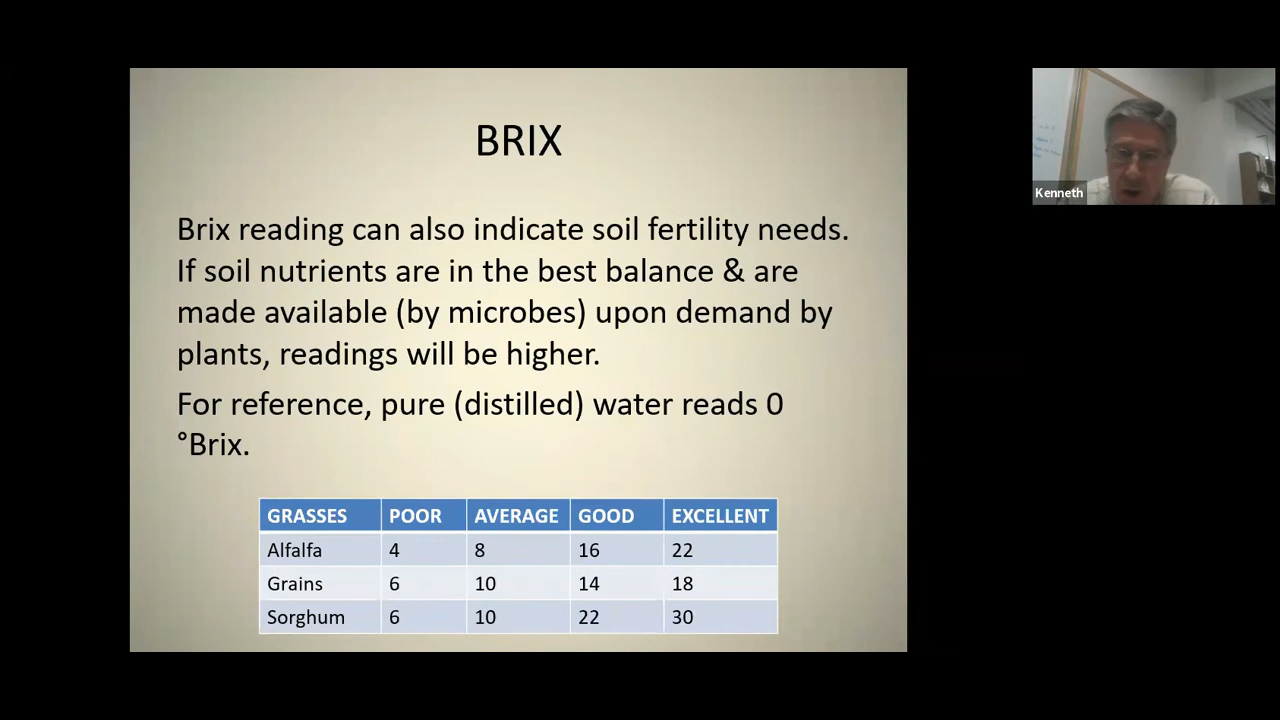 BRIX
Brix reading can also indicate soil fertility needs.
If soil nutrients are in the best balance & are
made available (by microbes) upon demand by
plants, readings will be higher.
For reference, pure (distilled) water reads 0
°Brix.
GRASSES POOR AVERAGE GOOD EXCELLENT
Alfalfa 4 8 16 22
Grains 6 10 14 18
Sorghum 6 10 22 30
Kenneth